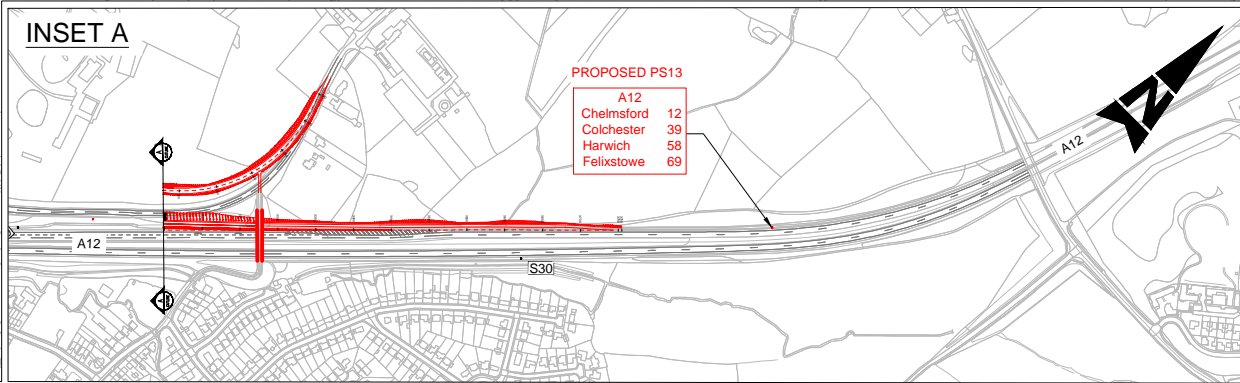 INSET A
PROPOSED PS13
A12
Chelmsford 12
Colchester 39
Harwich 58
Felixstowe 69
N
A12
A12
S30
A
A